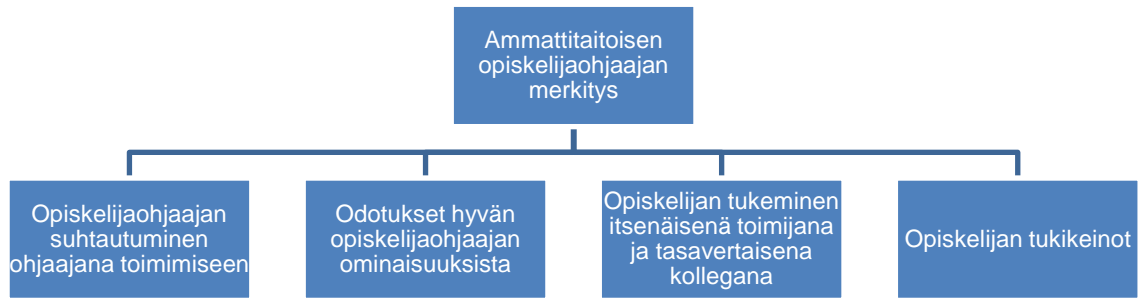 Ammattitaitoisen
opiskelijaohjaajan
merkitys
Opiskelijaohjaajan
suhtautuminen
ohjaajana toimimiseen
Odotukset hyvän
opiskelijaohjaajan
ominaisuuksista
Opiskelijan tukeminen
itsenäisenä toimijana
ja tasavertaisena
kollegana
Opiskelijan tukikeinot